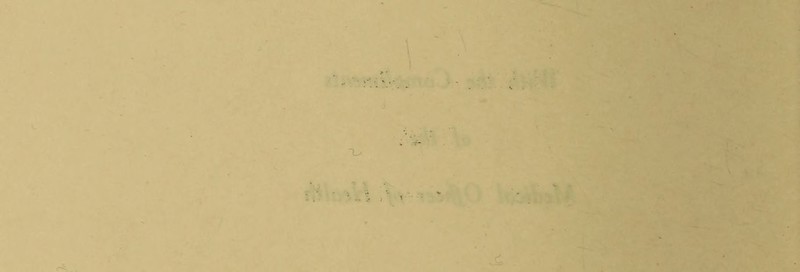 With the Compliments
of the
Medical Officer of Health